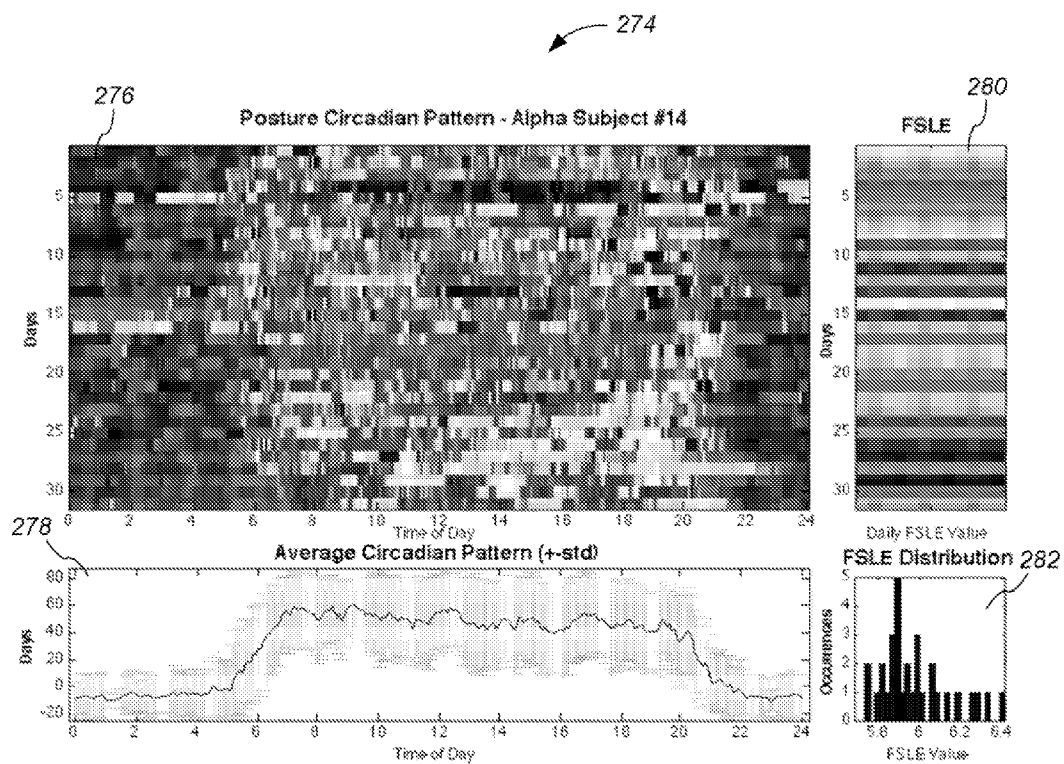 274
276
Posture Circadian Pattern - Alpha Subject #14
280
FSLE
Days
5
10
15
20
25
30
0 2 4 6 8 10 12 14 16 18 20 22 24
Time of Day
Days
5
10
15
20
25
30
Daily FSLE Value
278
Average Circadian Pattern (+-std)
Days
80
60
40
20
0
-20
0 2 4 6 8 10 12 14 16 18 20 22 24
Time of Day
FSLE Distribution
282
Occurrences
5
4
3
2
1
0
5.8 6 6.2 6.4
FSLE Value